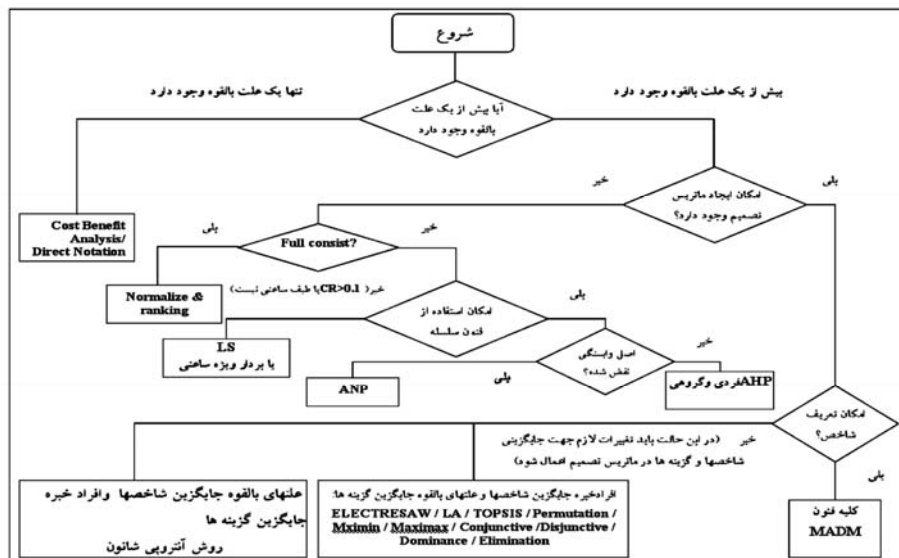 شروع
تنها یک علت بالقوه وجود دارد
بیش از یک علت بالقوه وجود دارد
آیا بیش از یک علت
بالقوه وجود دارد
خیر
بلی
امکان ایجاد ماتریس
تصمیم وجود دارد؟
Cost Benefit
Analysis/
Direct Notation
بلی
Full consist?
خیر
Normalize &
ranking
خیر( CR>0.1یا طیف ساعتی نیست)
امکان استفاده از
فنون سلسله
بلی
LS
یا بردار ویژه ساعتی
اصل وابستگی
نقض شده؟
خیر
بلی
ANP
AHPفردی وگروهی
امکان تعریف
شاخص؟
خیر
(در این حالت باید تغییرات لازم جهت جایگزینی
شاخصها و گزینه ها در ماتریس تصمیم اعمال شود)
بلی
علتهای بالقوه جایگزین شاخصها وافراد خبره
جایگزین گزینه ها
روش آنتروپی شانون
افرادخبره جایگزین شاخصها و علتهای بالقوه جایگزین گزینه ها:
ELECTRESAW / LA / TOPSIS / Permutation /
Mximin / Maximax / Conjunctive /Disjunctive /
Dominance / Elimination
کلیه فنون
MADM